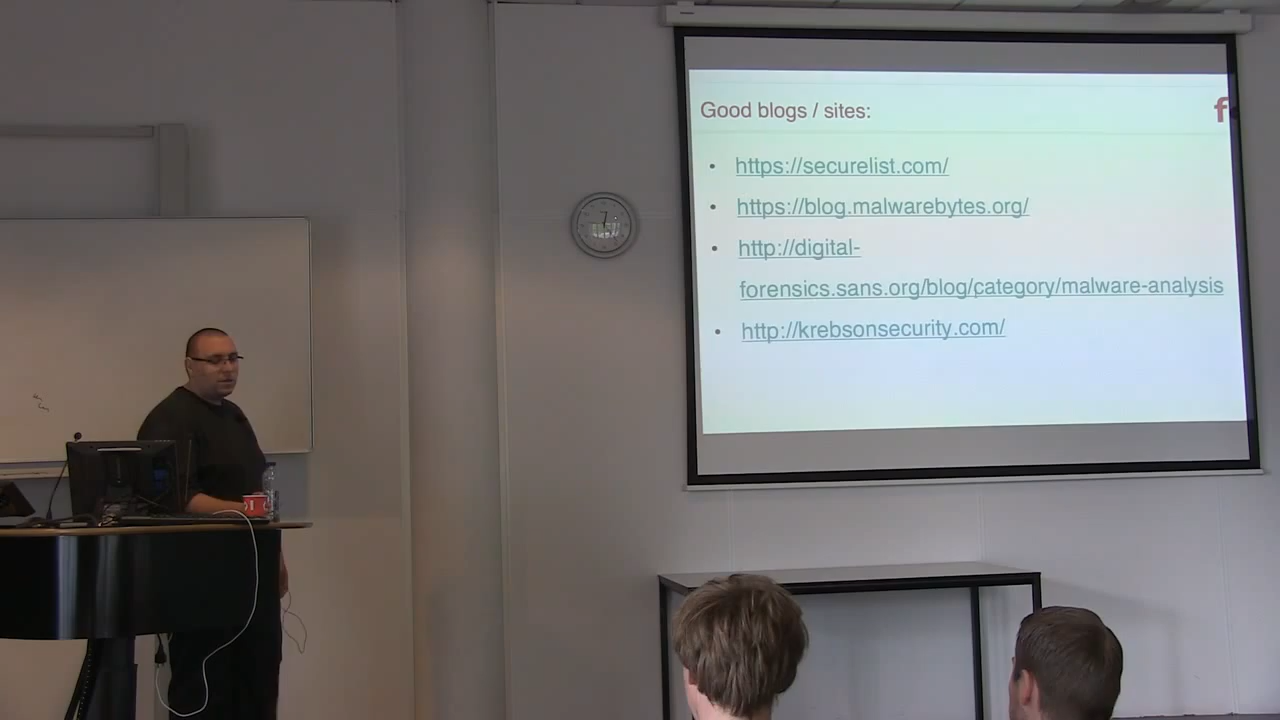 Good blogs / sites:
f
https://securelist.com/
https://blog.malwarebytes.org/
http://digital-
forensics.sans.org/blog/category/malware-analysis
http://krebsonsecurity.com/